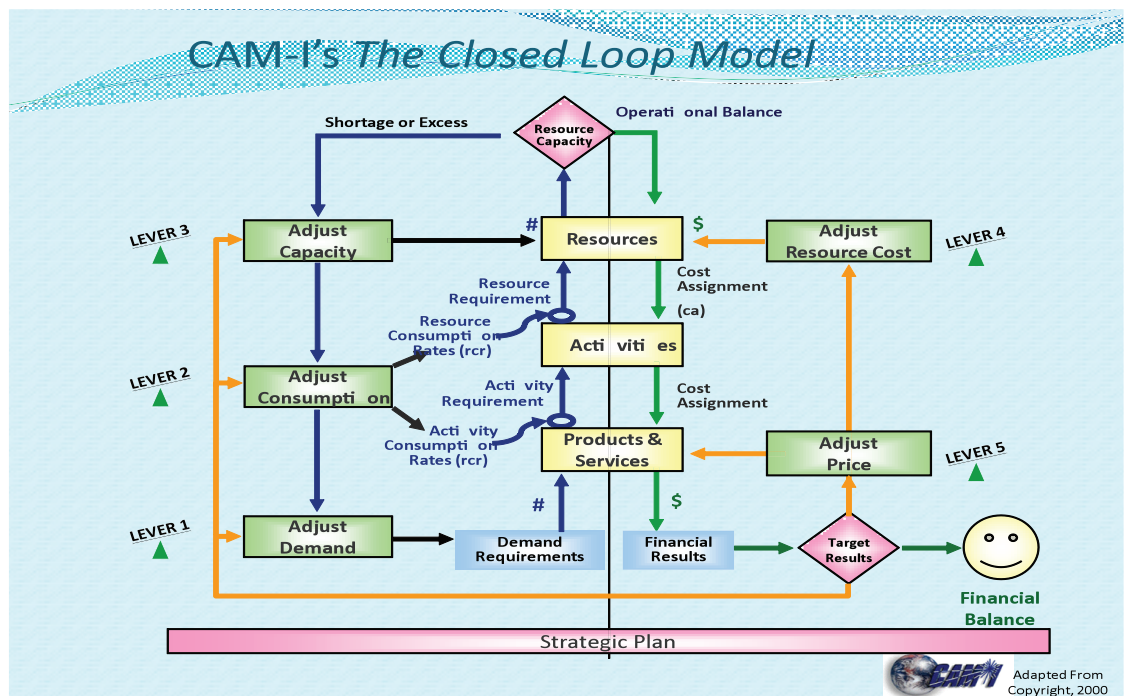 CAM-I's The Closed Loop Model
Operati onal Balance
Shortage or Excess
Resource
Capacity
#
$
LEVER 3
Adjust
Capacity
Resources
Adjust
Resource Cost
LEVER 4
Resource
Requirement
Cost
Assignment
(ca)
Resource
Consumpti on
Rates (rcr)
Acti viti es
LEVER 2
Adjust
Consumpti on
Acti vity
Requirement
Cost
Assignment
Acti vity
Consumpti on
Rates (rcr)
Products &
Services
Adjust
Price
LEVER 5
#
$
LEVER 1
Adjust
Demand
Demand
Requirements
Financial
Results
Target
Results
Financial
Balance
Strategic Plan
CAM-I
Adapted From
Copyright, 2000